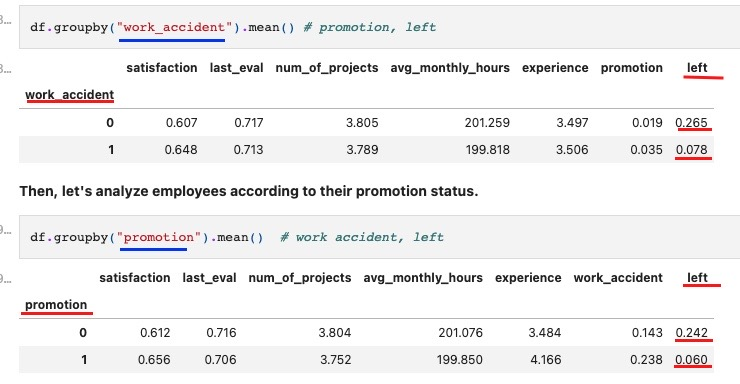 3…
df.groupby("work_accident").mean() # promotion, left
3…
satisfaction last_eval num_of_projects avg_monthly_hours experience promotion left
work_accident
0 0.607 0.717 3.805 201.259 3.497 0.019 0.265
1 0.648 0.713 3.789 199.818 3.506 0.035 0.078
Then, let's analyze employees according to their promotion status.
9…
df.groupby("promotion").mean() # work accident, left
9…
satisfaction last_eval num_of_projects avg_monthly_hours experience work_accident left
promotion
0 0.612 0.716 3.804 201.076 3.484 0.143 0.242
1 0.656 0.706 3.752 199.850 4.166 0.238 0.060